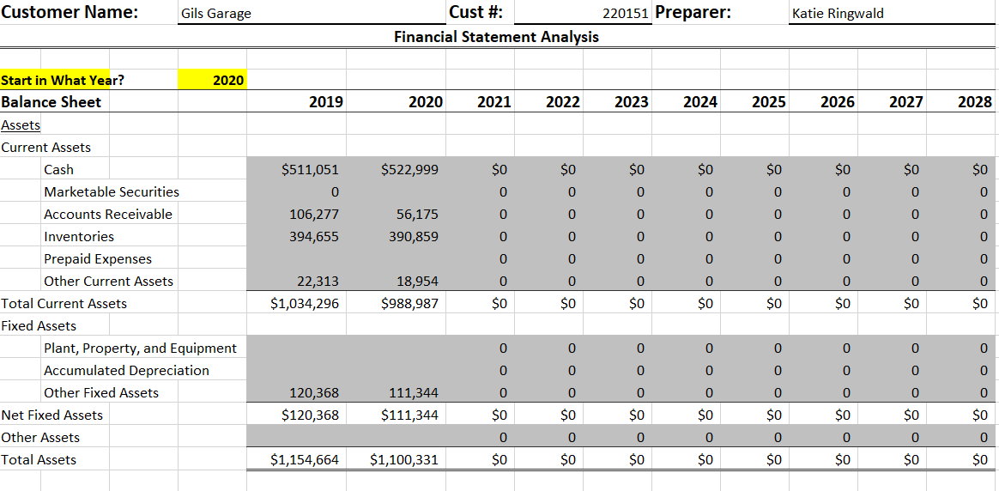 Customer Name: Gils Garage Cust #: 220151 Preparer: Katie Ringwald
Financial Statement Analysis
Start in What Year? 2020
Balance Sheet 2019 2020 2021 2022 2023 2024 2025 2026 2027 2028
Assets
Current Assets
Cash $511,051 $522,999 $0 $0 $0 $0 $0 $0 $0 $0
Marketable Securities 0 0 0 0 0 0 0 0 0
Accounts Receivable 106,277 56,175 0 0 0 0 0 0 0 0
Inventories 394,655 390,859 0 0 0 0 0 0 0 0
Prepaid Expenses 0 0 0 0 0 0 0 0
Other Current Assets 22,313 18,954 0 0 0 0 0 0 0 0
Total Current Assets $1,034,296 $988,987 $0 $0 $0 $0 $0 $0 $0 $0
Fixed Assets
Plant, Property, and Equipment 0 0 0 0 0 0 0 0
Accumulated Depreciation 0 0 0 0 0 0 0 0
Other Fixed Assets 120,368 111,344 0 0 0 0 0 0 0 0
Net Fixed Assets $120,368 $111,344 $0 $0 $0 $0 $0 $0 $0 $0
Other Assets 0 0 0 0 0 0 0 0
Total Assets $1,154,664 $1,100,331 $0 $0 $0 $0 $0 $0 $0 $0